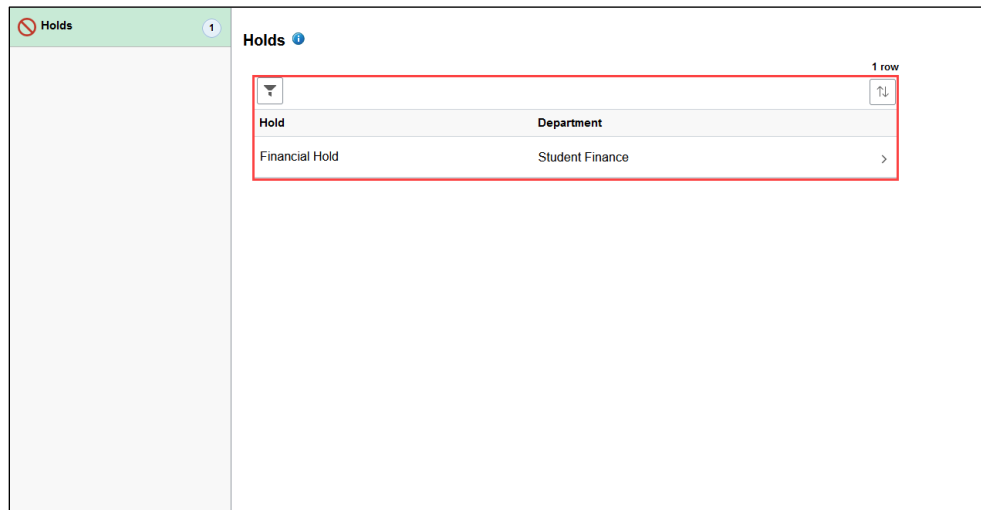 Holds 1
Holds
1 row
Hold Department
Financial Hold Student Finance